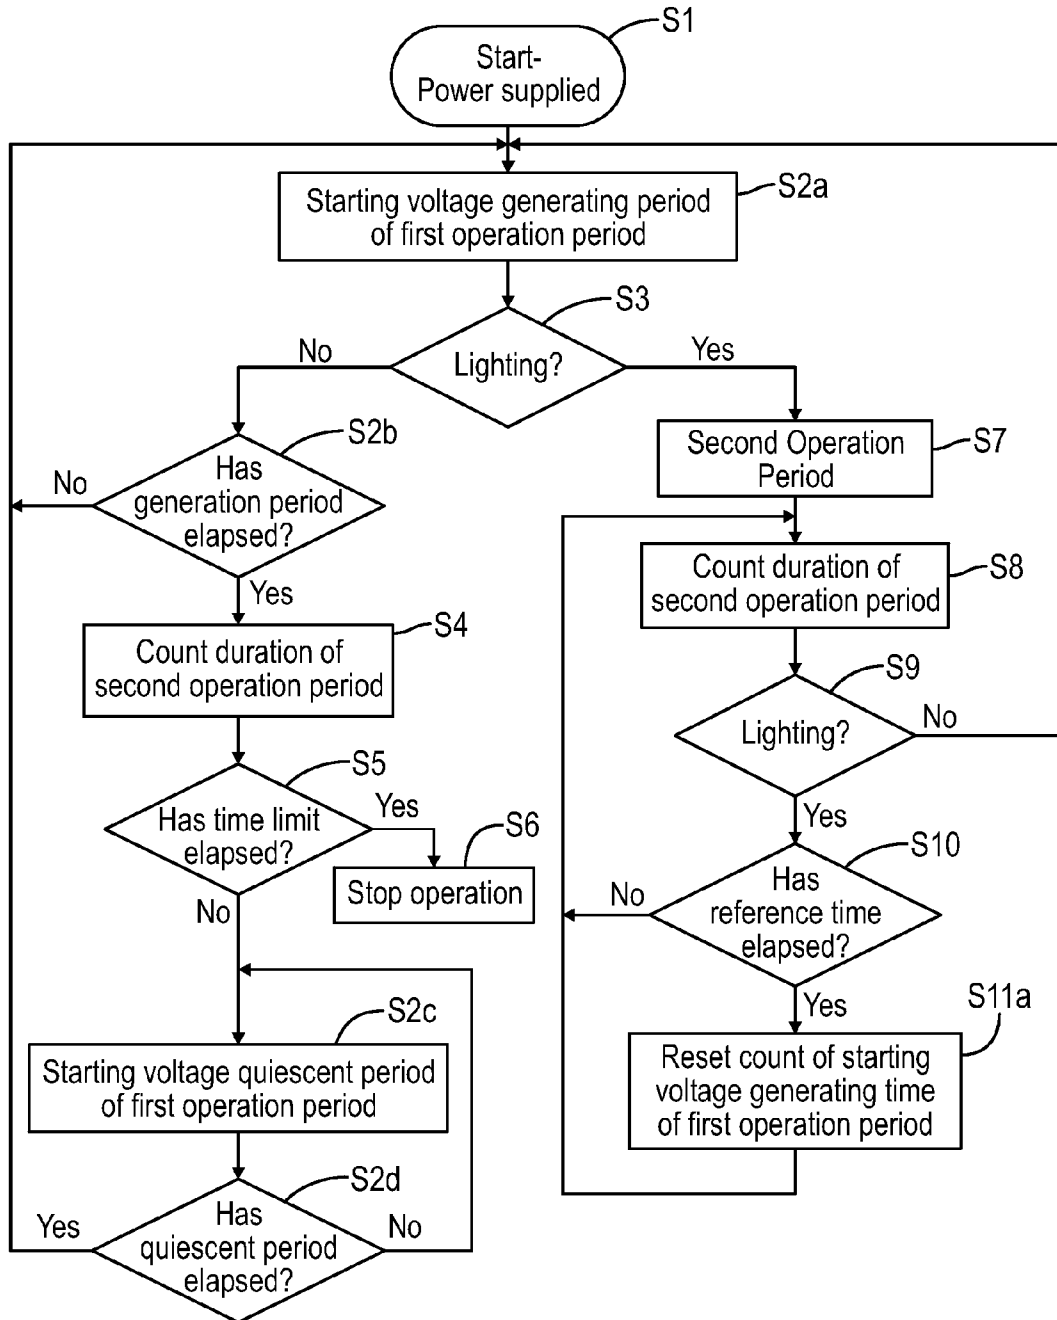 S1
Start-
Power supplied
S2a
Starting voltage generating period
of first operation period
S3
Lighting?
No
Yes
S2b
Has
generation period
elapsed?
No
Yes
S7
Second Operation
Period
S4
Count duration of
second operation period
S8
Count duration of
second operation period
S5
Has time limit
elapsed?
Yes
No
S6
Stop operation
S9
Lighting?
No
Yes
S10
Has
reference time
elapsed?
No
Yes
S2c
Starting voltage quiescent period
of first operation period
S11a
Reset count of starting
voltage generating time
of first operation period
S2d
Has
quiescent period
elapsed?
Yes
No